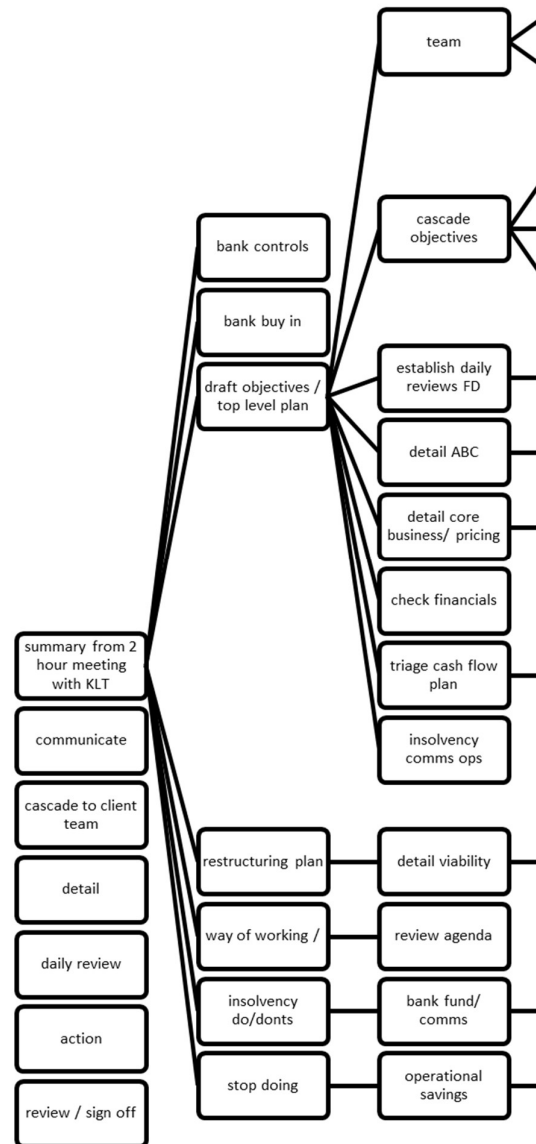 team
cascade
objectives
bank controls
bank buy in
draft objectives /
top level plan
establish daily
reviews FD
detail ABC
detail core
business/ pricing
check financials
triage cash flow
plan
insolvency
comms ops
summary from 2
hour meeting
with KLT
communicate
cascade to client
team
detail
daily review
action
review / sign off
restructuring plan
detail viability
way of working /
review agenda
insolvency
do/donts
bank fund/
comms
stop doing
operational
savings